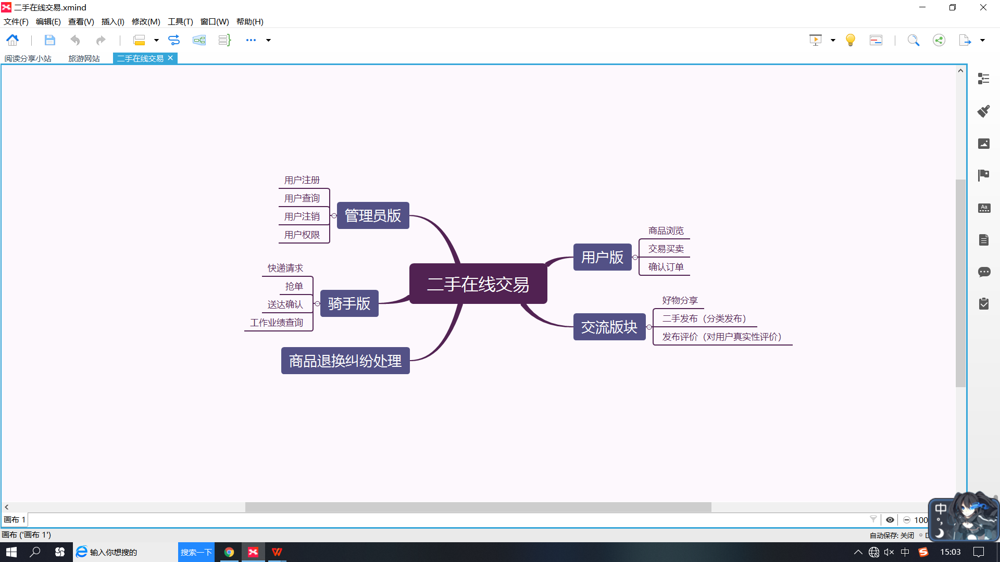 二手在线交易.xmind
文件(F) 编辑(E) 查看(V) 插入(I) 修改(M) 工具(T) 窗口(W) 帮助(H)
阅读分享小站 旅游网站 二手在线交易
用户注册
用户查询
用户注销
用户权限
管理员版
快递请求
抢单
送达确认
工作业绩查询
骑手版
商品退换纠纷处理
二手在线交易
用户版
商品浏览
交易买卖
确认订单
交流版块
好物分享
二手发布（分类发布）
发布评价（对用户真实性评价）
Aa
画布 1
100
画布 ('画布 1')
自动保存: 关闭
中
输入你想搜的 搜索一下
中
15:03